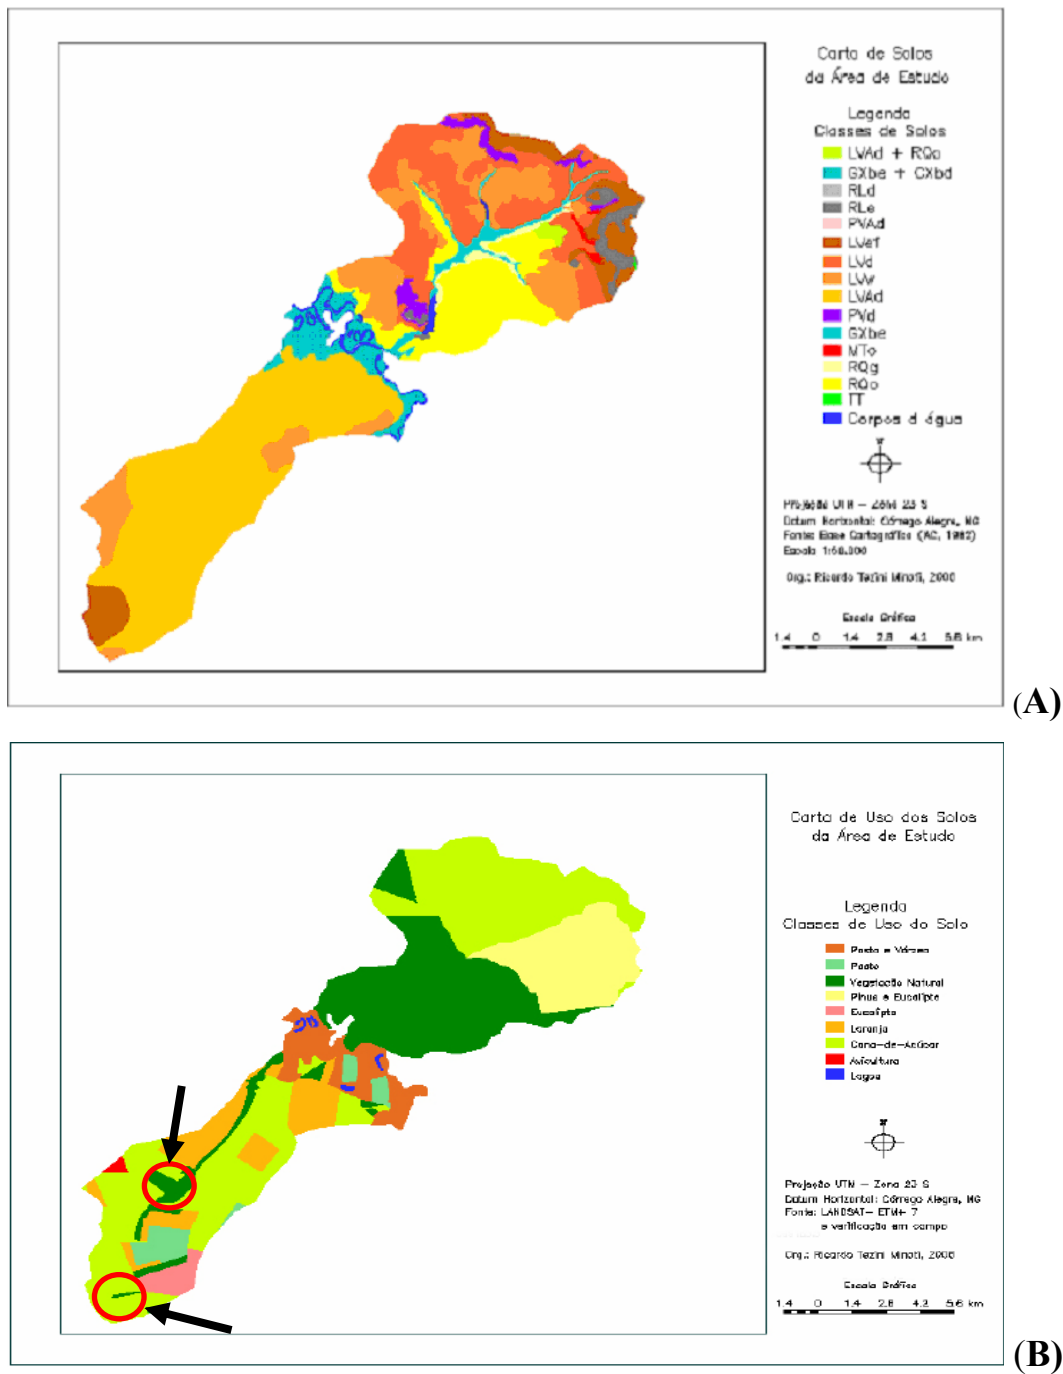 Carta de Solos
da Área de Estudo
Legenda
Classes de Solos
LVAd + RQo
GXbe + CXbd
RLd
RLe
PVAd
LVef
LVd
LVw
LVAd
PVd
GXbe
MTo
RQg
RQo
TT
Corpos d água
N
Projeção UTM – Zona 23 S
Datum Horizontal: Córrego Alegre, MG
Fonte: Base Cartográfica (
, 1982)
Org.: Ricardo Tezini Minoti, 2006
Escala Gráfica
1.4 0 1.4 2.8 4.2 5.6 km
(A)
Carta de Uso dos Solos
da Área de Estudo
Legenda
Classes de Uso do Solo
Pasto e Várzea
Pasto
Vegetação Natural
Pinus e Eucalipto
Eucalipto
Laranja
Cana-de-Açúcar
Avicultura
Lagoa
N
Projeção UTM – Zona 23 S
Datum Horizontal: Córrego Alegre, MG
Fonte: LANDSAT– ETM+ 7
e verificação em campo
Org.: Ricardo Tezini Minoti, 2006
Escala Gráfica
1.4 0 1.4 2.8 4.2 5.6 km
(B)